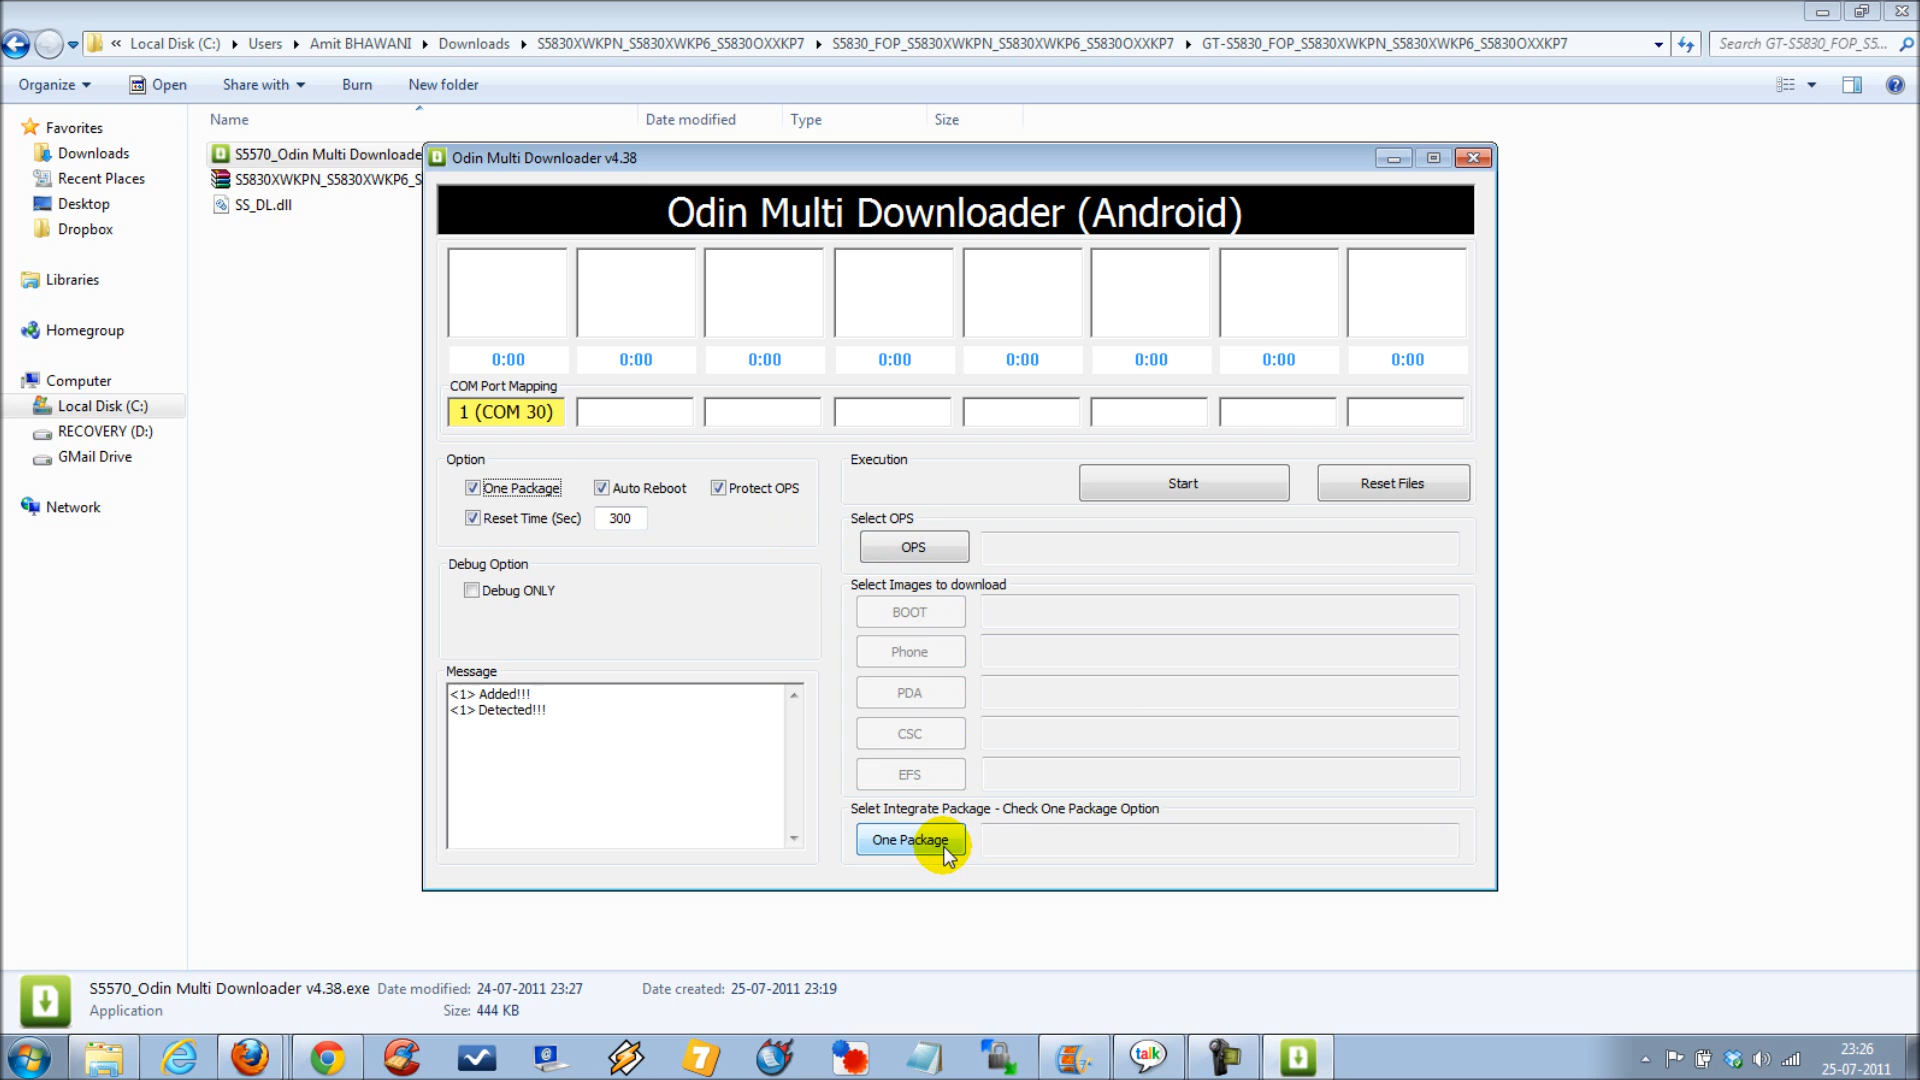 « Local Disk (C:) Users Amit BHAWANI Downloads S5830XWKPN_S5830XWKP6_S5830OXXKP7 S5830_FOP_S5830XWKPN_S5830XWKP6_S5830OXXKP7 GT-S5830_FOP_S5830XWKPN_S5830XWKP6_S5830OXXKP7 Search GT-S5830_FOP_S5...
Organize Open Share with Burn New folder
Name Date modified Type Size
Favorites
Downloads
Recent Places
Desktop
Dropbox
Libraries
Homegroup
Computer
Local Disk (C:)
RECOVERY (D:)
GMail Drive
Network
S5570_Odin Multi Downloade
S5830XWKPN_S5830XWKP6_S
SS_DL.dll
Odin Multi Downloader v4.38
Odin Multi Downloader (Android)
0:00 0:00 0:00 0:00 0:00 0:00 0:00 0:00
COM Port Mapping
1 (COM 30)
Option
One Package Auto Reboot Protect OPS
Reset Time (Sec) 300
Debug Option
Debug ONLY
Message
<1> Added!!!
<1> Detected!!!
Execution
Start Reset Files
Select OPS
OPS
Select Images to download
BOOT
Phone
PDA
CSC
EFS
Selet Integrate Package - Check One Package Option
One Package
S5570_Odin Multi Downloader v4.38.exe Date modified: 24-07-2011 23:27 Date created: 25-07-2011 23:19
Application Size: 444 KB
7
talk
23:26
25-07-2011